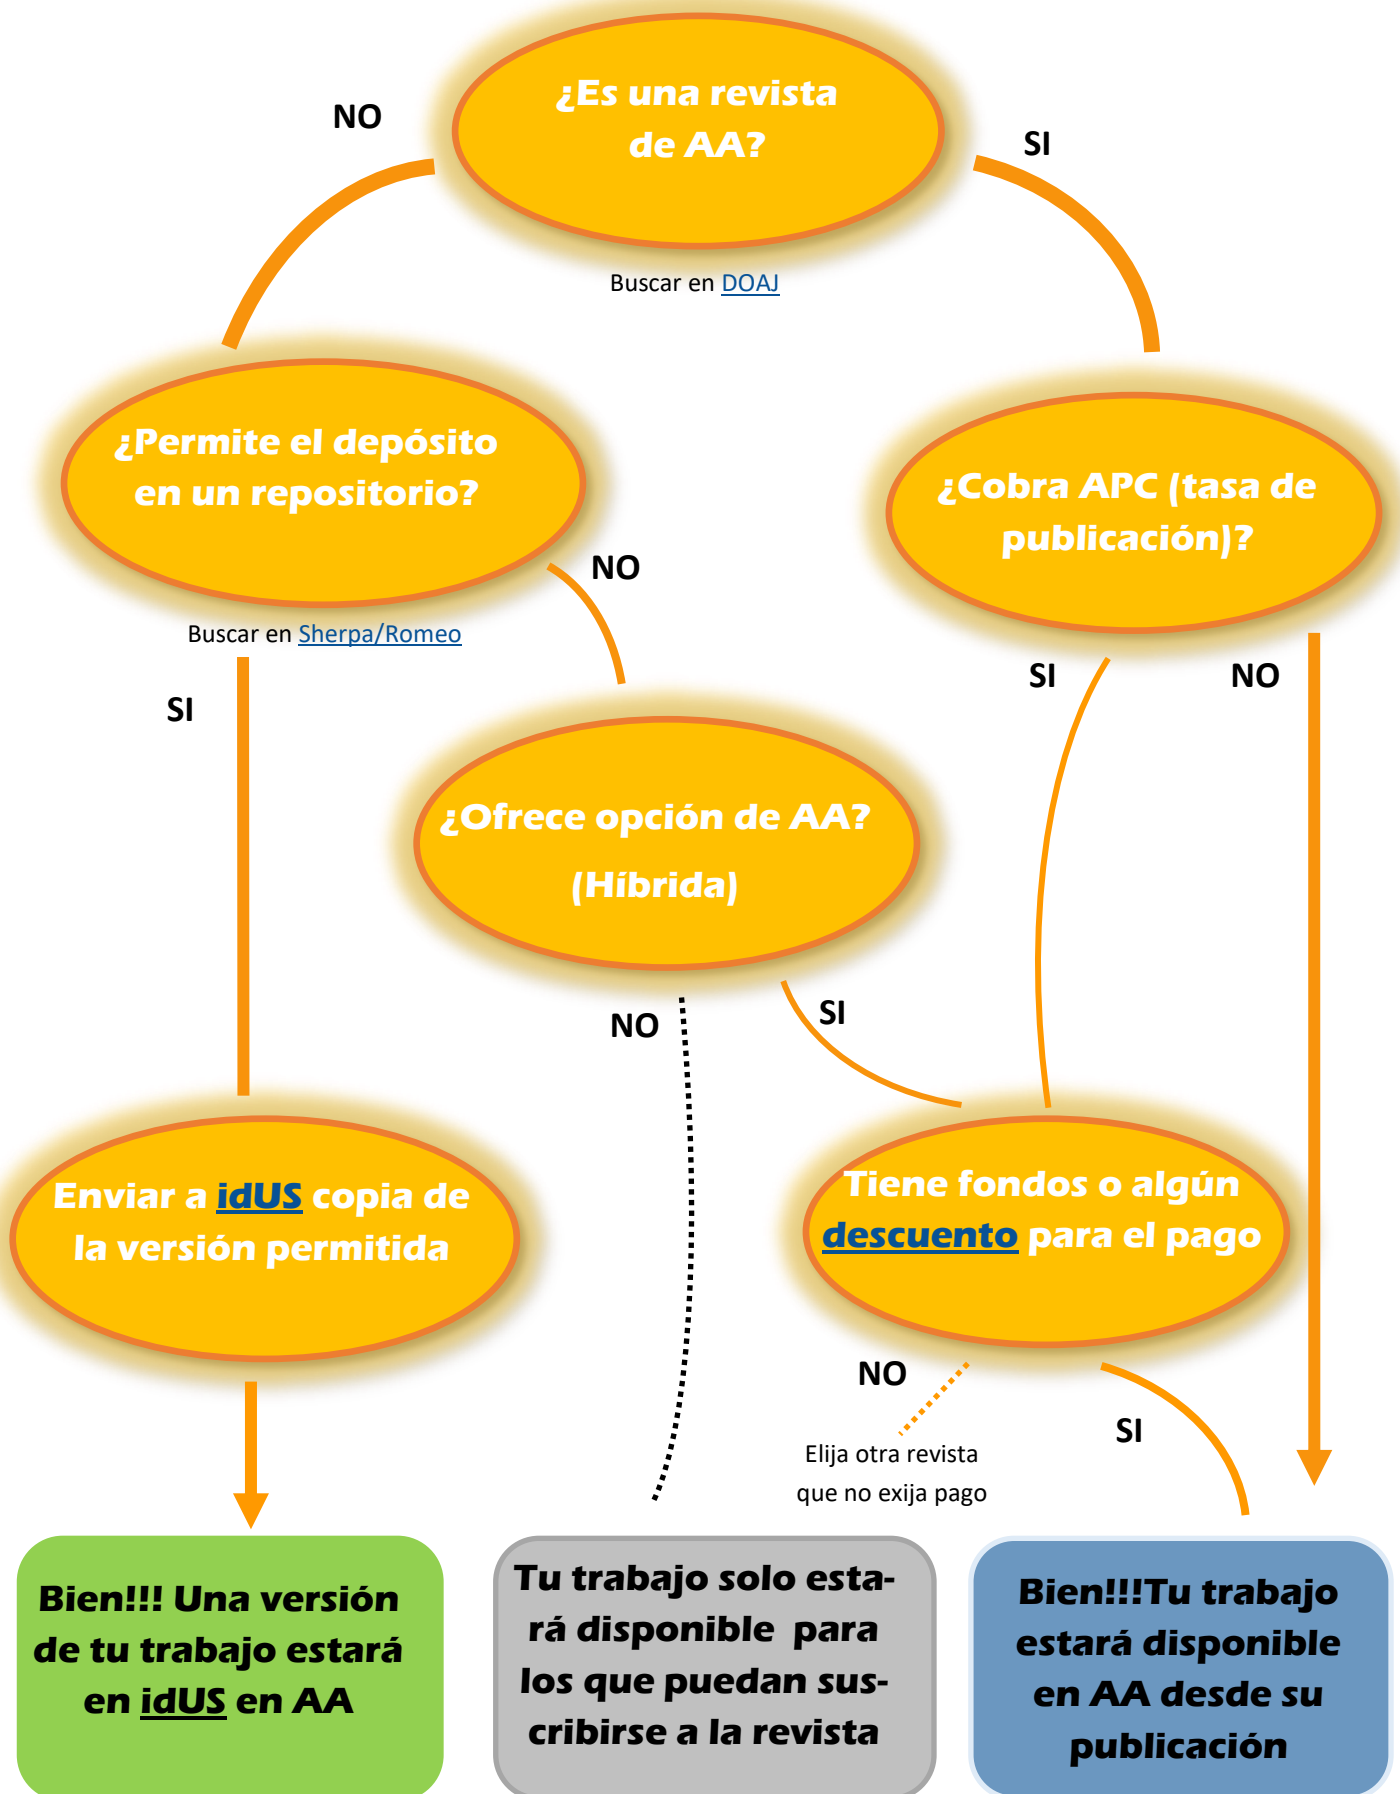 ¿Es una revista
de AA?
NO
SI
Buscar en DOAJ
¿Permite el depósito
en un repositorio?
¿Cobra APC (tasa de
publicación)?
NO
Buscar en Sherpa/Romeo
SI
SI
NO
¿Ofrece opción de AA?
(Híbrida)
NO
SI
Enviar a idUS copia de
la versión permitida
Tiene fondos o algún
descuento para el pago
NO
SI
Elija otra revista
que no exija pago
Bien!!! Una versión
de tu trabajo estará
en idUS en AA
Tu trabajo solo esta-
rá disponible para
los que puedan sus-
cribirse a la revista
Bien!!!Tu trabajo
estará disponible
en AA desde su
publicación